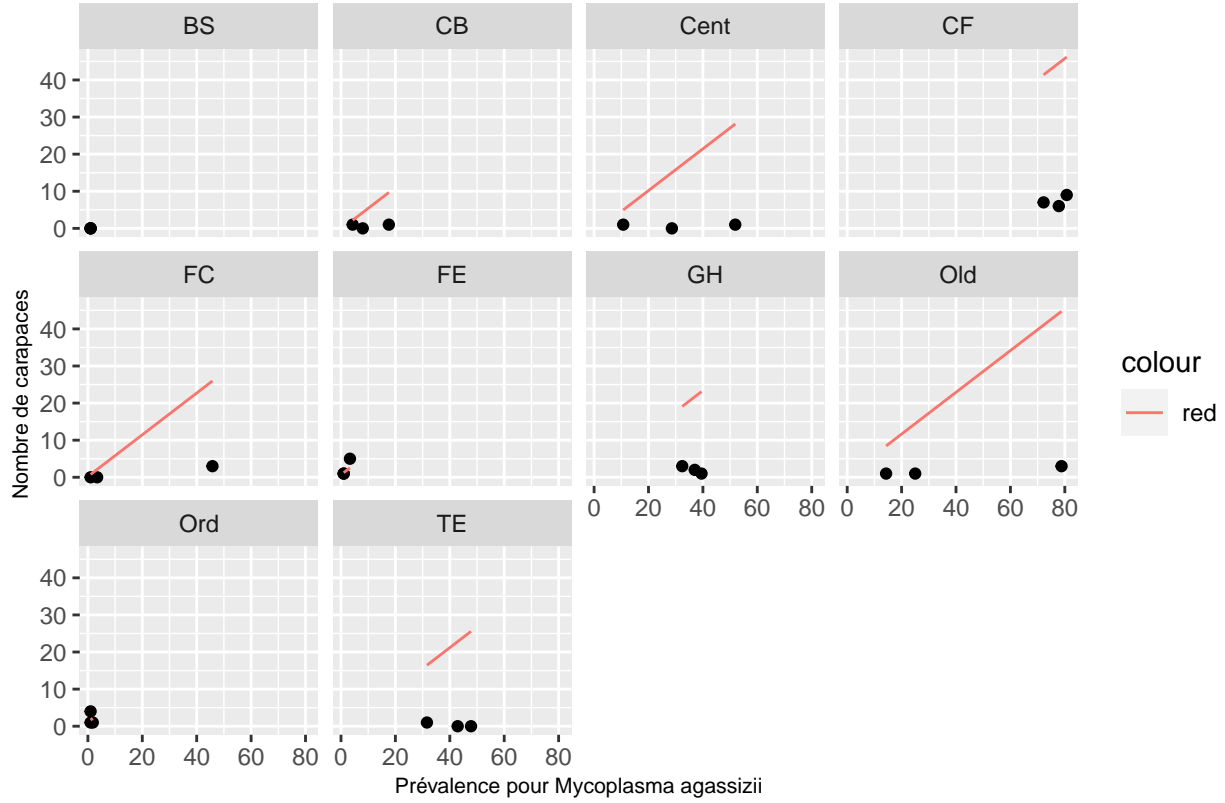 BS CB Cent CF
40
30
20
10
0
FC FE GH Old
40
30
20
10
0
0 20 40 60 80 0 20 40 60 80
Ord TE
40
30
20
10
0
0 20 40 60 80 0 20 40 60 80
Nombre de carapaces
Prévalence pour Mycoplasma agassizii
colour
red